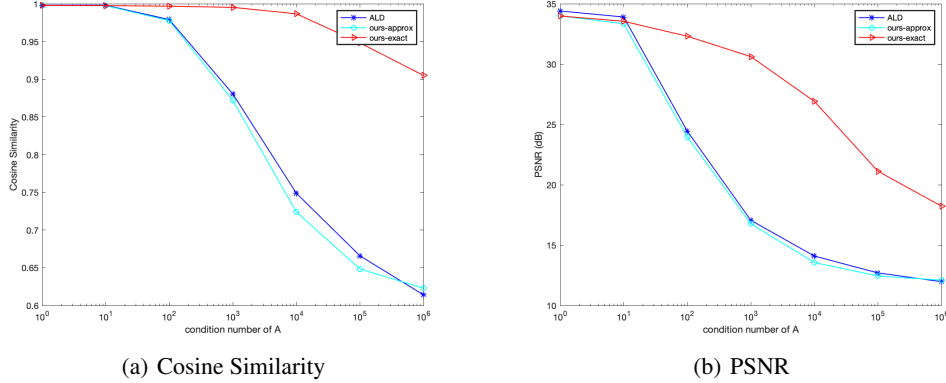 1
0.95
0.9
0.85
0.8
0.75
0.7
0.65
0.6
Cosine Similarity
10^0 10^1 10^2 10^3 10^4 10^5 10^6
condition number of A
ALD
ours-approx
ours-exact
(a) Cosine Similarity
35
30
25
20
15
10
PSNR (dB)
10^0 10^1 10^2 10^3 10^4 10^5 10^6
condition number of A
ALD
ours-approx
ours-exact
(b) PSNR